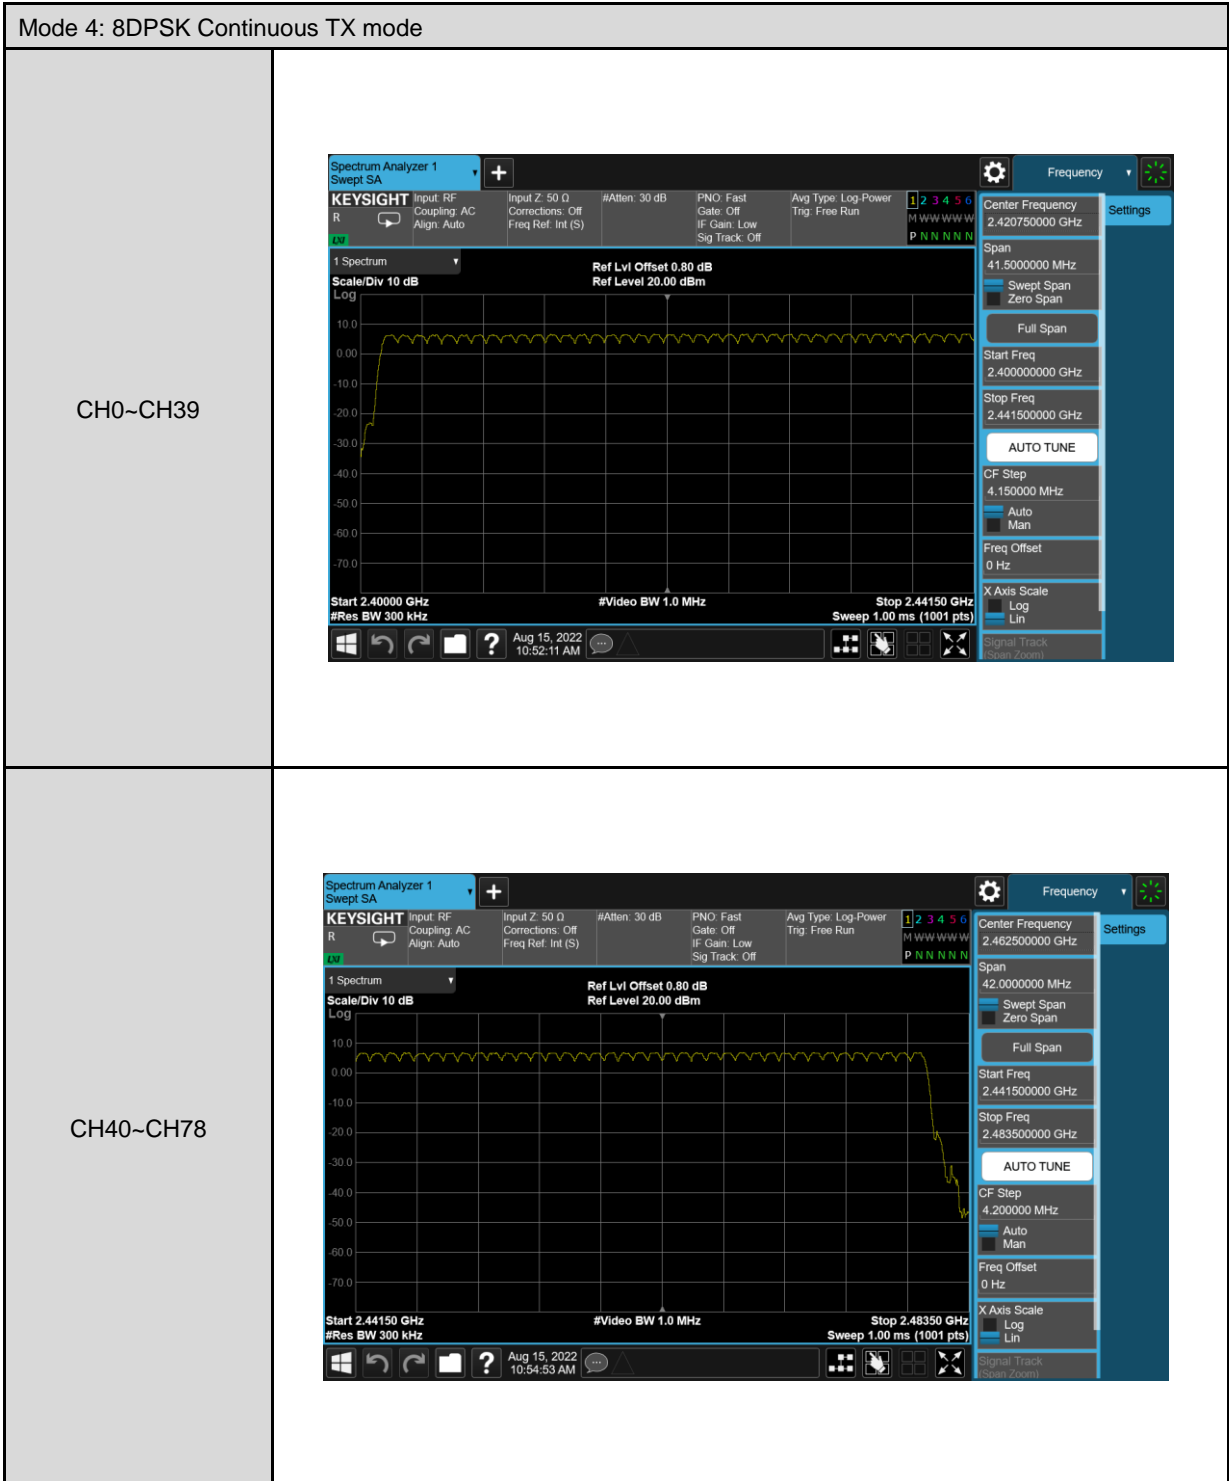 Mode 4: 8DPSK Continuous TX mode
CH0~CH39
Spectrum Analyzer 1
Swept SA
Frequency
KEYSIGHT
R
LXI
Input: RF
Coupling: AC
Align: Auto
Input Z: 50 Ω
Corrections: Off
Freq Ref: Int (S)
#Atten: 30 dB
PNO: Fast
Gate: Off
IF Gain: Low
Sig Track: Off
Avg Type: Log-Power
Trig: Free Run
1 2 3 4 5 6
M W W W W W
P N N N N N
1 Spectrum
Scale/Div 10 dB
Ref Lvl Offset 0.80 dB
Ref Level 20.00 dBm
Log
10.0
0.00
-10.0
-20.0
-30.0
-40.0
-50.0
-60.0
-70.0
Start 2.40000 GHz
#Video BW 1.0 MHz
Stop 2.44150 GHz
#Res BW 300 kHz
Sweep 1.00 ms (1001 pts)
Aug 15, 2022
10:52:11 AM
Center Frequency
2.420750000 GHz
Settings
Span
41.5000000 MHz
Swept Span
Zero Span
Full Span
Start Freq
2.400000000 GHz
Stop Freq
2.441500000 GHz
AUTO TUNE
CF Step
4.150000 MHz
Auto
Man
Freq Offset
0 Hz
X Axis Scale
Log
Lin
Signal Track
(Span Zoom)
CH40~CH78
Spectrum Analyzer 1
Swept SA
Frequency
KEYSIGHT
R
LXI
Input: RF
Coupling: AC
Align: Auto
Input Z: 50 Ω
Corrections: Off
Freq Ref: Int (S)
#Atten: 30 dB
PNO: Fast
Gate: Off
IF Gain: Low
Sig Track: Off
Avg Type: Log-Power
Trig: Free Run
1 2 3 4 5 6
M W W W W W
P N N N N N
1 Spectrum
Scale/Div 10 dB
Ref Lvl Offset 0.80 dB
Ref Level 20.00 dBm
Log
10.0
0.00
-10.0
-20.0
-30.0
-40.0
-50.0
-60.0
-70.0
Start 2.44150 GHz
#Video BW 1.0 MHz
Stop 2.48350 GHz
#Res BW 300 kHz
Sweep 1.00 ms (1001 pts)
Aug 15, 2022
10:54:53 AM
Center Frequency
2.462500000 GHz
Settings
Span
42.0000000 MHz
Swept Span
Zero Span
Full Span
Start Freq
2.441500000 GHz
Stop Freq
2.483500000 GHz
AUTO TUNE
CF Step
4.200000 MHz
Auto
Man
Freq Offset
0 Hz
X Axis Scale
Log
Lin
Signal Track
(Span Zoom)